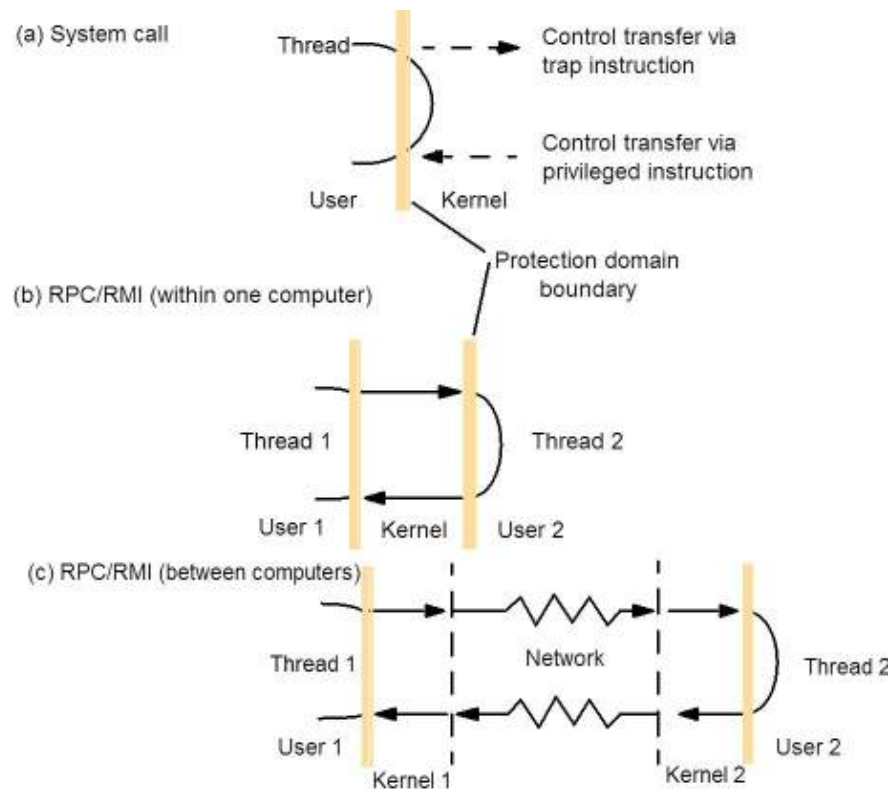 (a) System call
Thread
Control transfer via
trap instruction
Control transfer via
privileged instruction
User
Kernel
Protection domain
boundary
(b) RPC/RMI (within one computer)
Thread 1
Thread 2
User 1
Kernel
User 2
(c) RPC/RMI (between computers)
Thread 1
Network
Thread 2
User 1
User 2
Kernel 1
Kernel 2